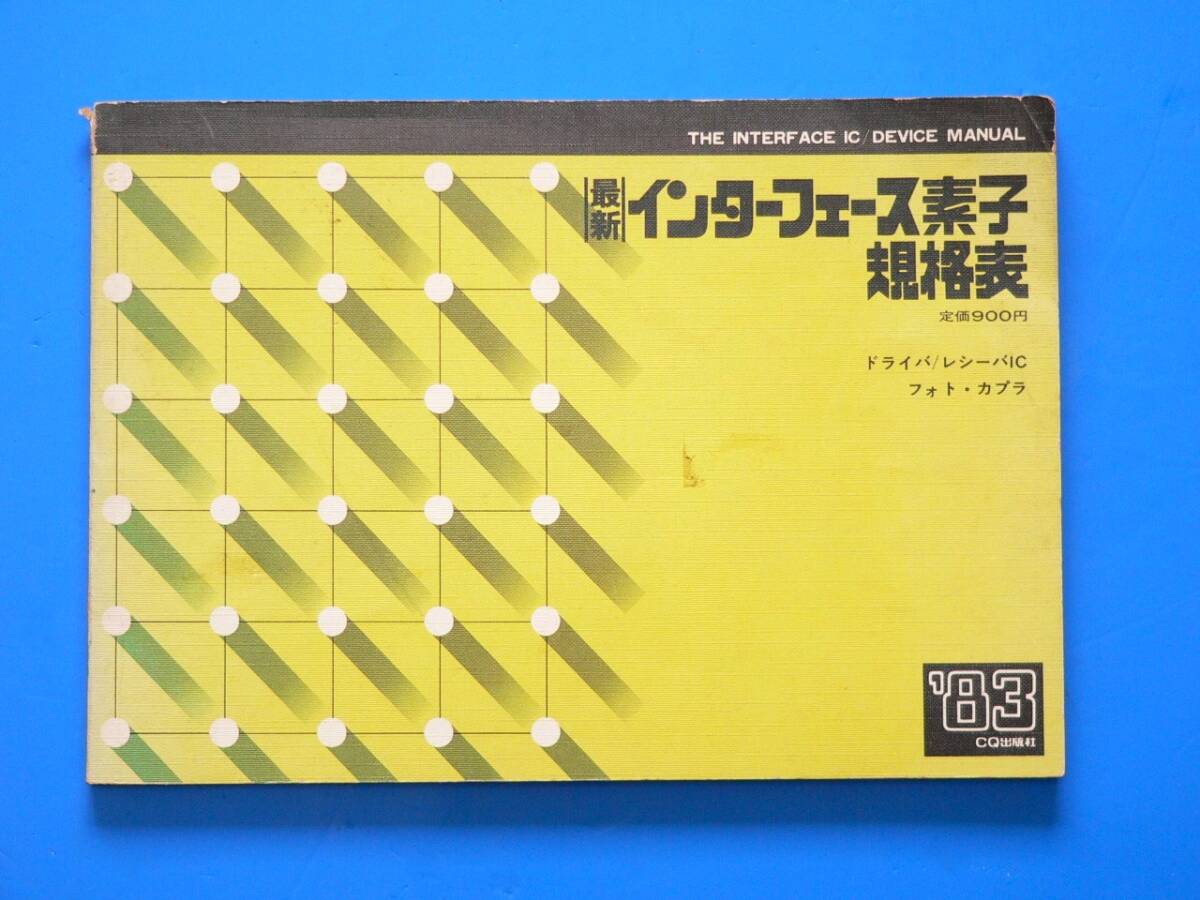 THE INTERFACE IC/DEVICE MANUAL
最新 インターフェース素子
規格表
定価900円
ドライバ/レシーバIC
フォト・カプラ
'83
CQ出版社